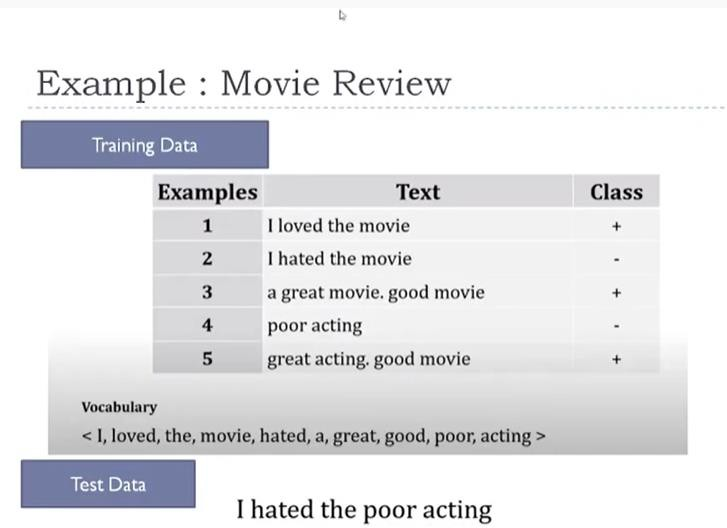 Example : Movie Review
Training Data
Examples Text Class
1 I loved the movie +
2 I hated the movie -
3 a great movie. good movie +
4 poor acting -
5 great acting. good movie +
Vocabulary
< I, loved, the, movie, hated, a, great, good, poor, acting >
Test Data
I hated the poor acting